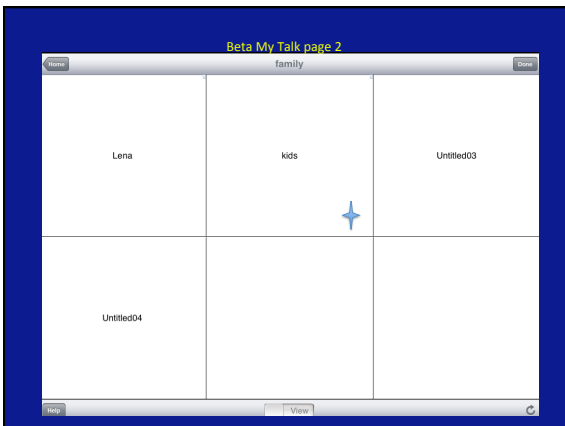 Beta My Talk page 2
Home family Done
Lena kids Untitled03
Untitled04
Help View